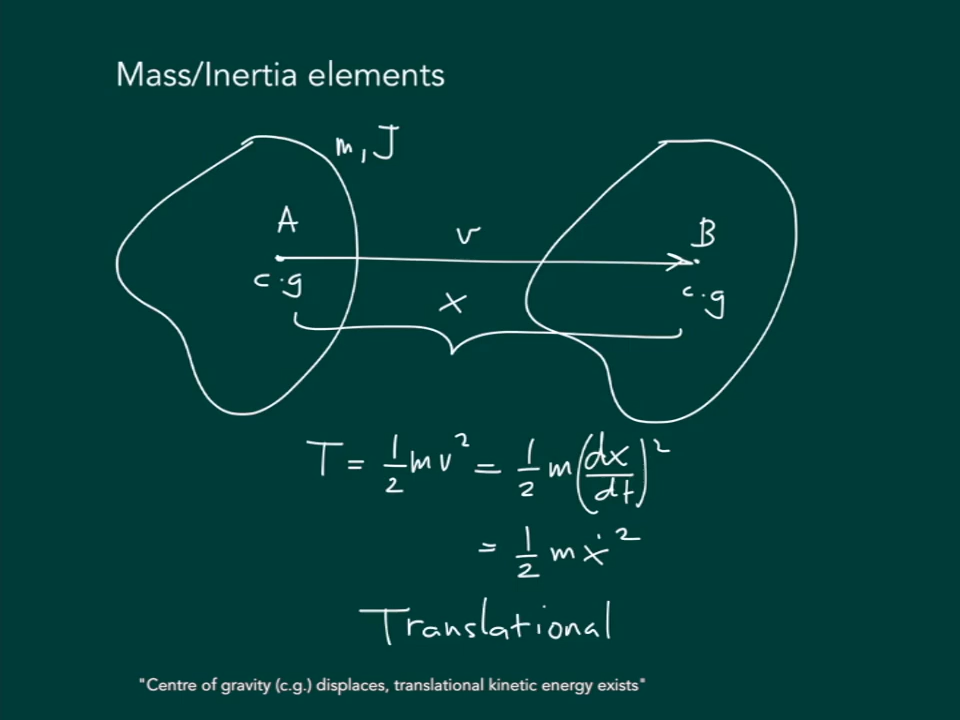 Mass/Inertia elements
m, J
A
v
B
c.g
x
c.g
T = 1/2 m v² = 1/2 m (dx/dt)²
= 1/2 m ẋ²
Translational
"Centre of gravity (c.g.) displaces, translational kinetic energy exists"